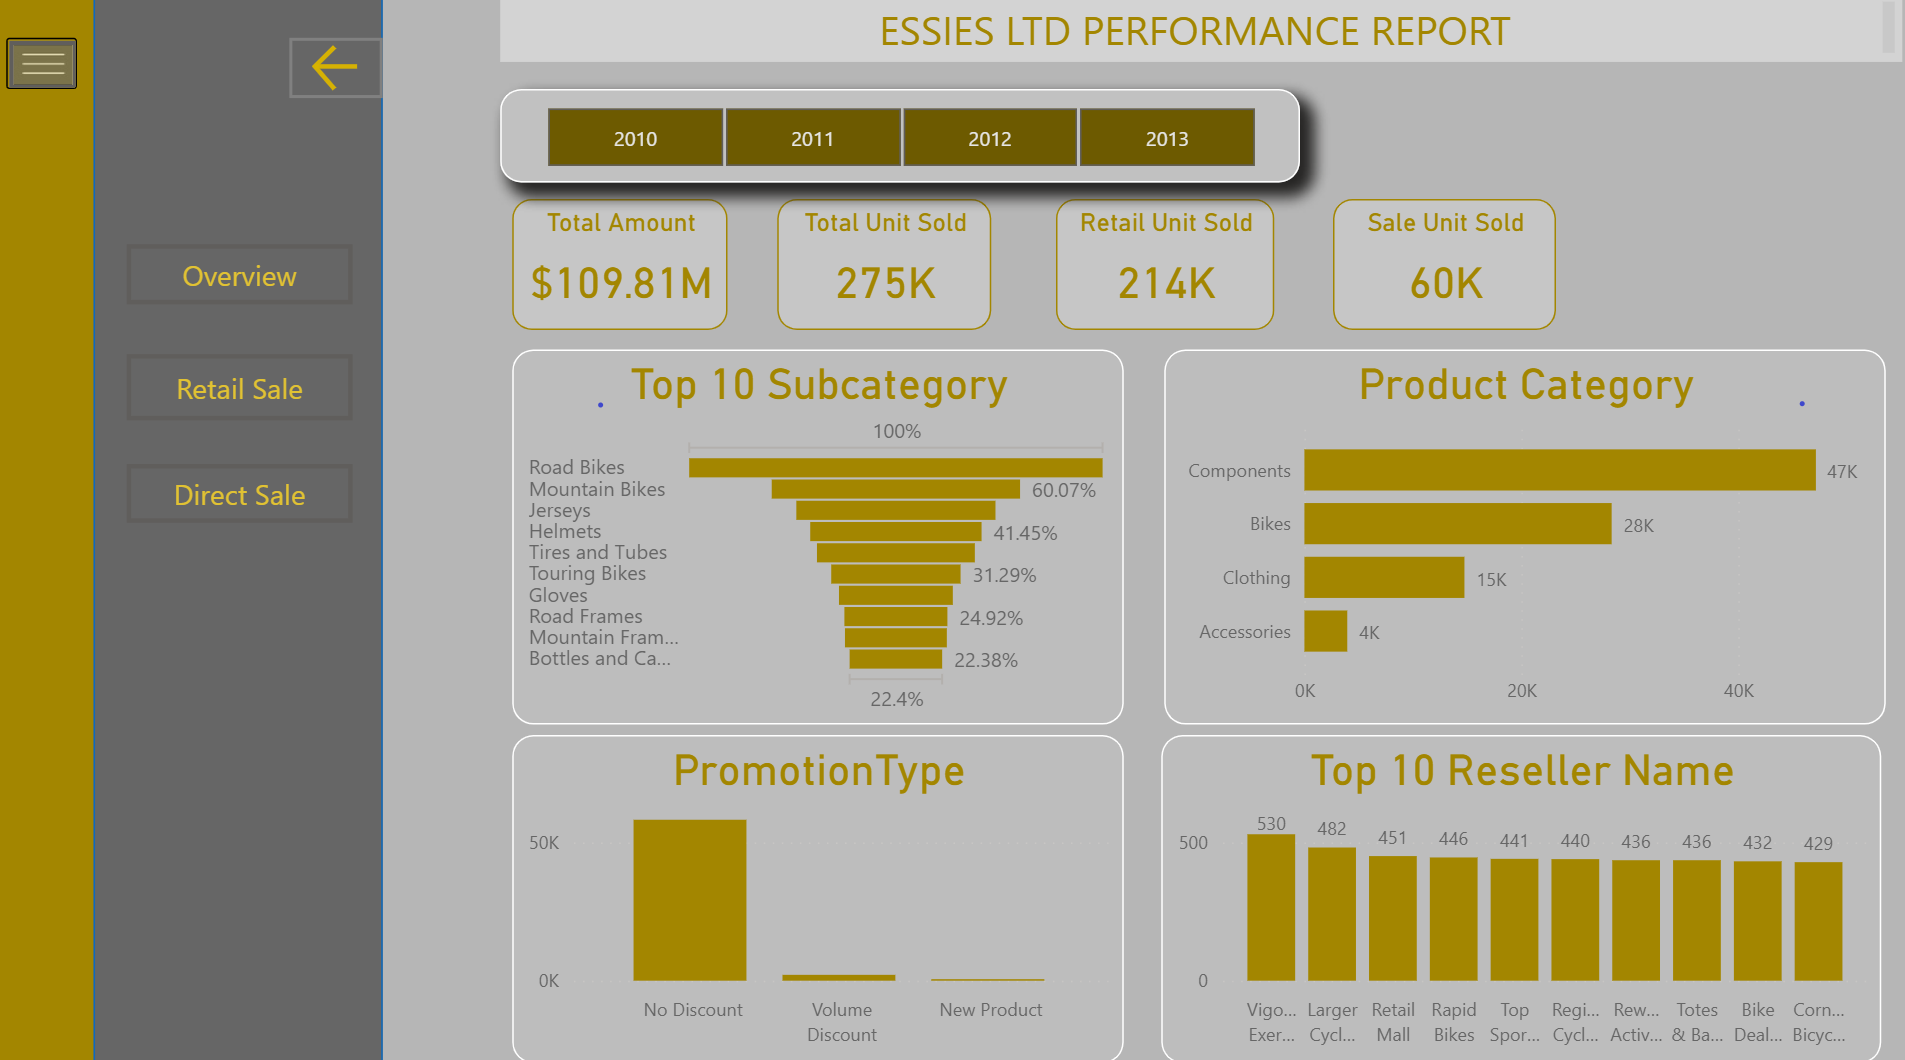 ESSIES LTD PERFORMANCE REPORT
2010 2011 2012 2013
Overview
Retail Sale
Direct Sale
Total Amount
$109.81M
Total Unit Sold
275K
Retail Unit Sold
214K
Sale Unit Sold
60K
Top 10 Subcategory
100%
Road Bikes
Mountain Bikes 60.07%
Jerseys
Helmets 41.45%
Tires and Tubes
Touring Bikes 31.29%
Gloves
Road Frames 24.92%
Mountain Fram...
Bottles and Ca... 22.38%
22.4%
Product Category
Components 47K
Bikes 28K
Clothing 15K
Accessories 4K
0K 20K 40K
PromotionType
50K
0K
No Discount Volume New Product
Discount
Top 10 Reseller Name
530 482 451 446 441 440 436 436 432 429
500
0
Vigo... Larger Retail Rapid Top Regi... Rew... Totes Bike Corn...
Exer... Cycl... Mall Bikes Spor... Cycl... Activ... & Ba... Deal... Bicyc...